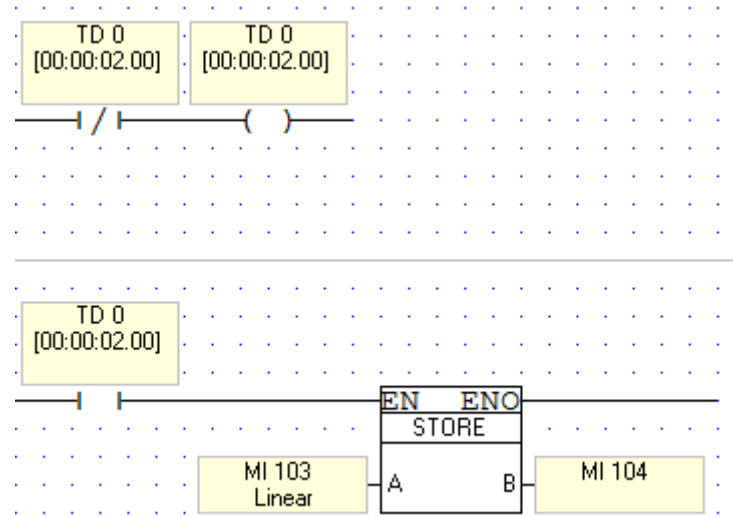 TD 0
[00:00:02.00]
TD 0
[00:00:02.00]
TD 0
[00:00:02.00]
EN ENO
STORE
MI 103
Linear
A B
MI 104